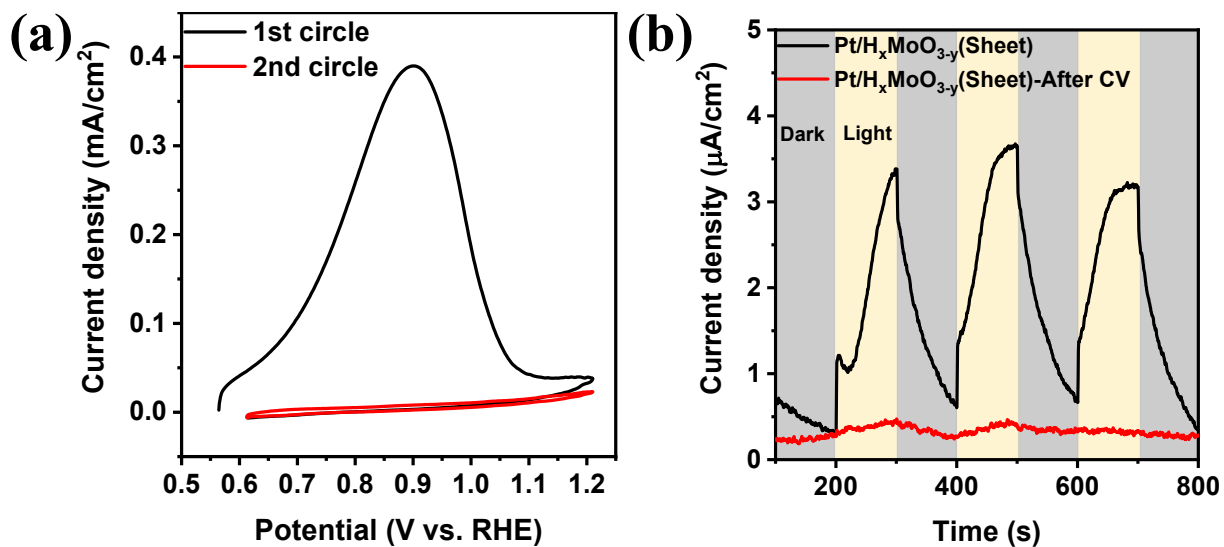 (a)
1st circle
2nd circle
0.4
0.3
0.2
0.1
0.0
0.5 0.6 0.7 0.8 0.9 1.0 1.1 1.2
Current density (mA/cm²)
Potential (V vs. RHE)
(b)
Pt/HₓMoO₃₋ᵧ(Sheet)
Pt/HₓMoO₃₋ᵧ(Sheet)-After CV
Dark Light
5
4
3
2
1
0
200 400 600 800
Current density (μA/cm²)
Time (s)